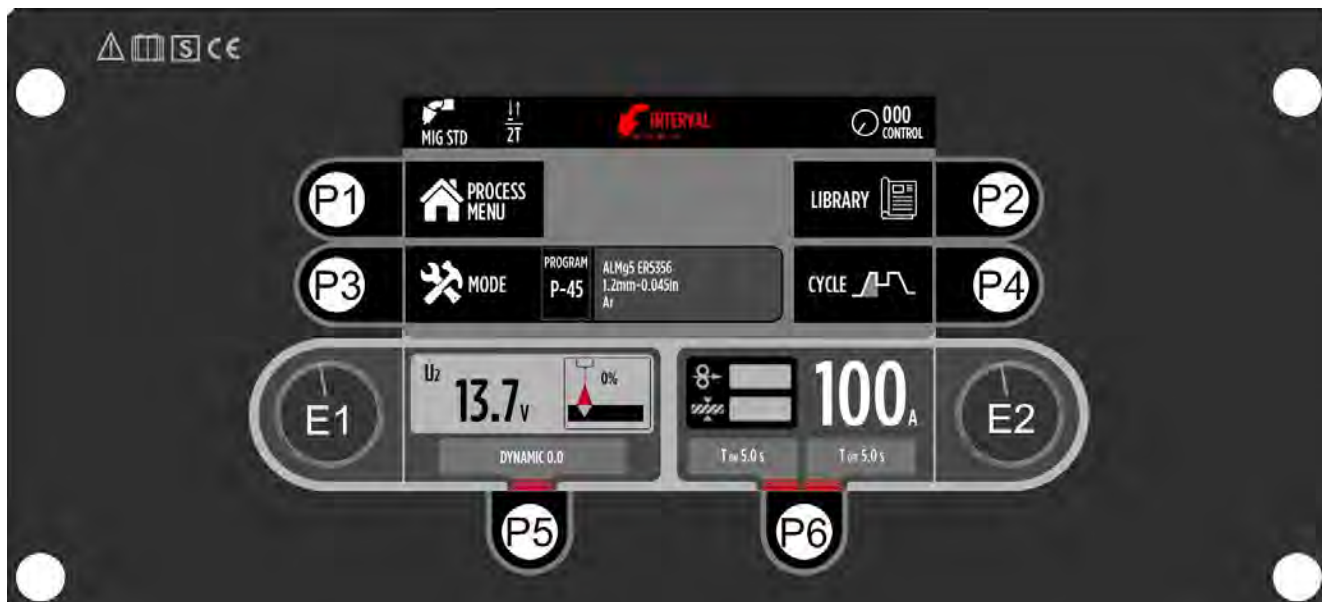 S CE
MIG STD
2T
INTERVAL
000
CONTROL
P1
PROCESS
MENU
LIBRARY
P2
P3
MODE
PROGRAM
P-45
ALMg5 ER5356
1.2mm-0.045in
Ar
CYCLE
P4
E1
U2
13.7V
0%
DYNAMIC 0.0
100A
T ON 5.0 s
T OFF 5.0 s
E2
P5
P6